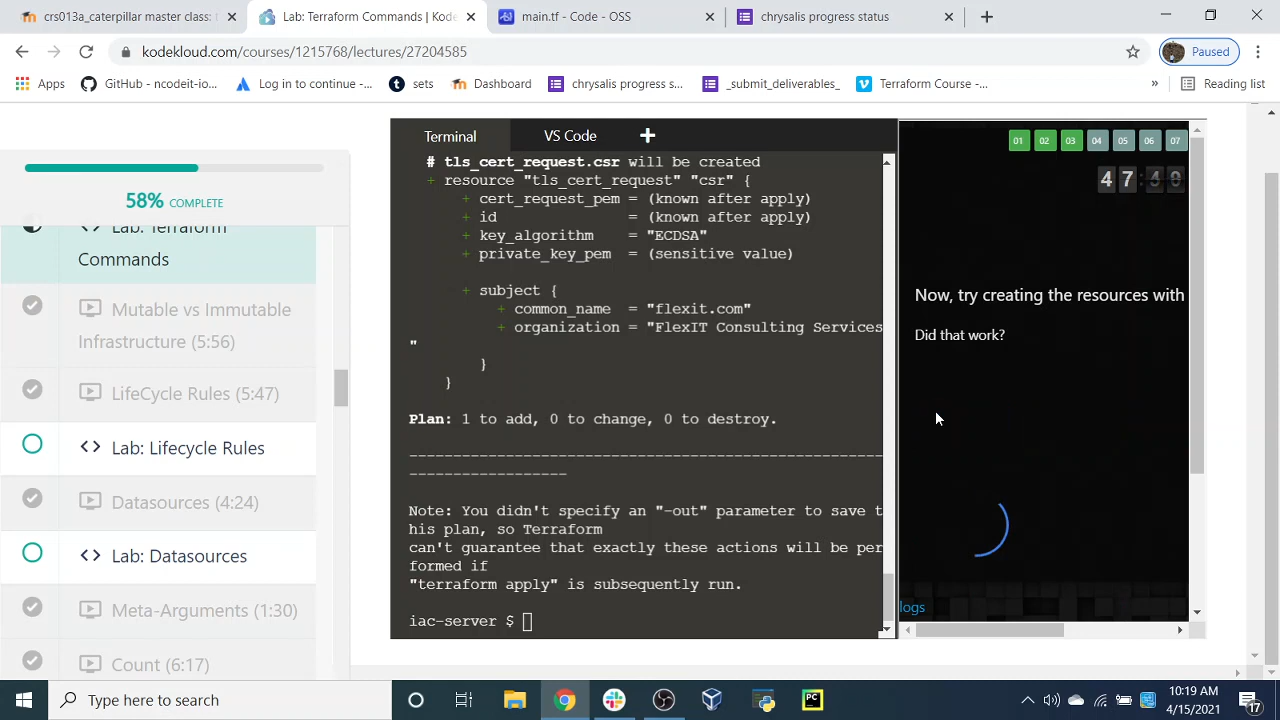 ts013a_caterpillar master class: t
Lab: Terraform Commands | Kode
main.tf - Code - OSS
chrysalis progress status
kodekloud.com/courses/1215768/lectures/27204585
Paused
Apps
GitHub - ncodeit-io...
Log in to continue -...
sets
Dashboard
chrysalis progress s...
_submit_deliverables_
Terraform Course -...
»
Reading list
58% COMPLETE
Lab: Terraform
Commands
Mutable vs Immutable
Infrastructure (5:56)
LifeCycle Rules (5:47)
Lab: Lifecycle Rules
Datasources (4:24)
Lab: Datasources
Meta-Arguments (1:30)
Count (6:17)
Terminal
VS Code
# tls_cert_request.csr will be created
+ resource "tls_cert_request" "csr" {
+ cert_request_pem = (known after apply)
+ id = (known after apply)
+ key_algorithm = "ECDSA"
+ private_key_pem = (sensitive value)
+ subject {
+ common_name = "flexit.com"
+ organization = "FlexIT Consulting Services
"
}
}
Plan: 1 to add, 0 to change, 0 to destroy.
------------------------------------------------------
------------------
Note: You didn't specify an "-out" parameter to save t
his plan, so Terraform
can't guarantee that exactly these actions will be per
formed if
"terraform apply" is subsequently run.
iac-server $
01 02 03 04 05 06 07
47:
Now, try creating the resources with
Did that work?
logs
Type here to search
PC
10:19 AM
4/15/2021
17